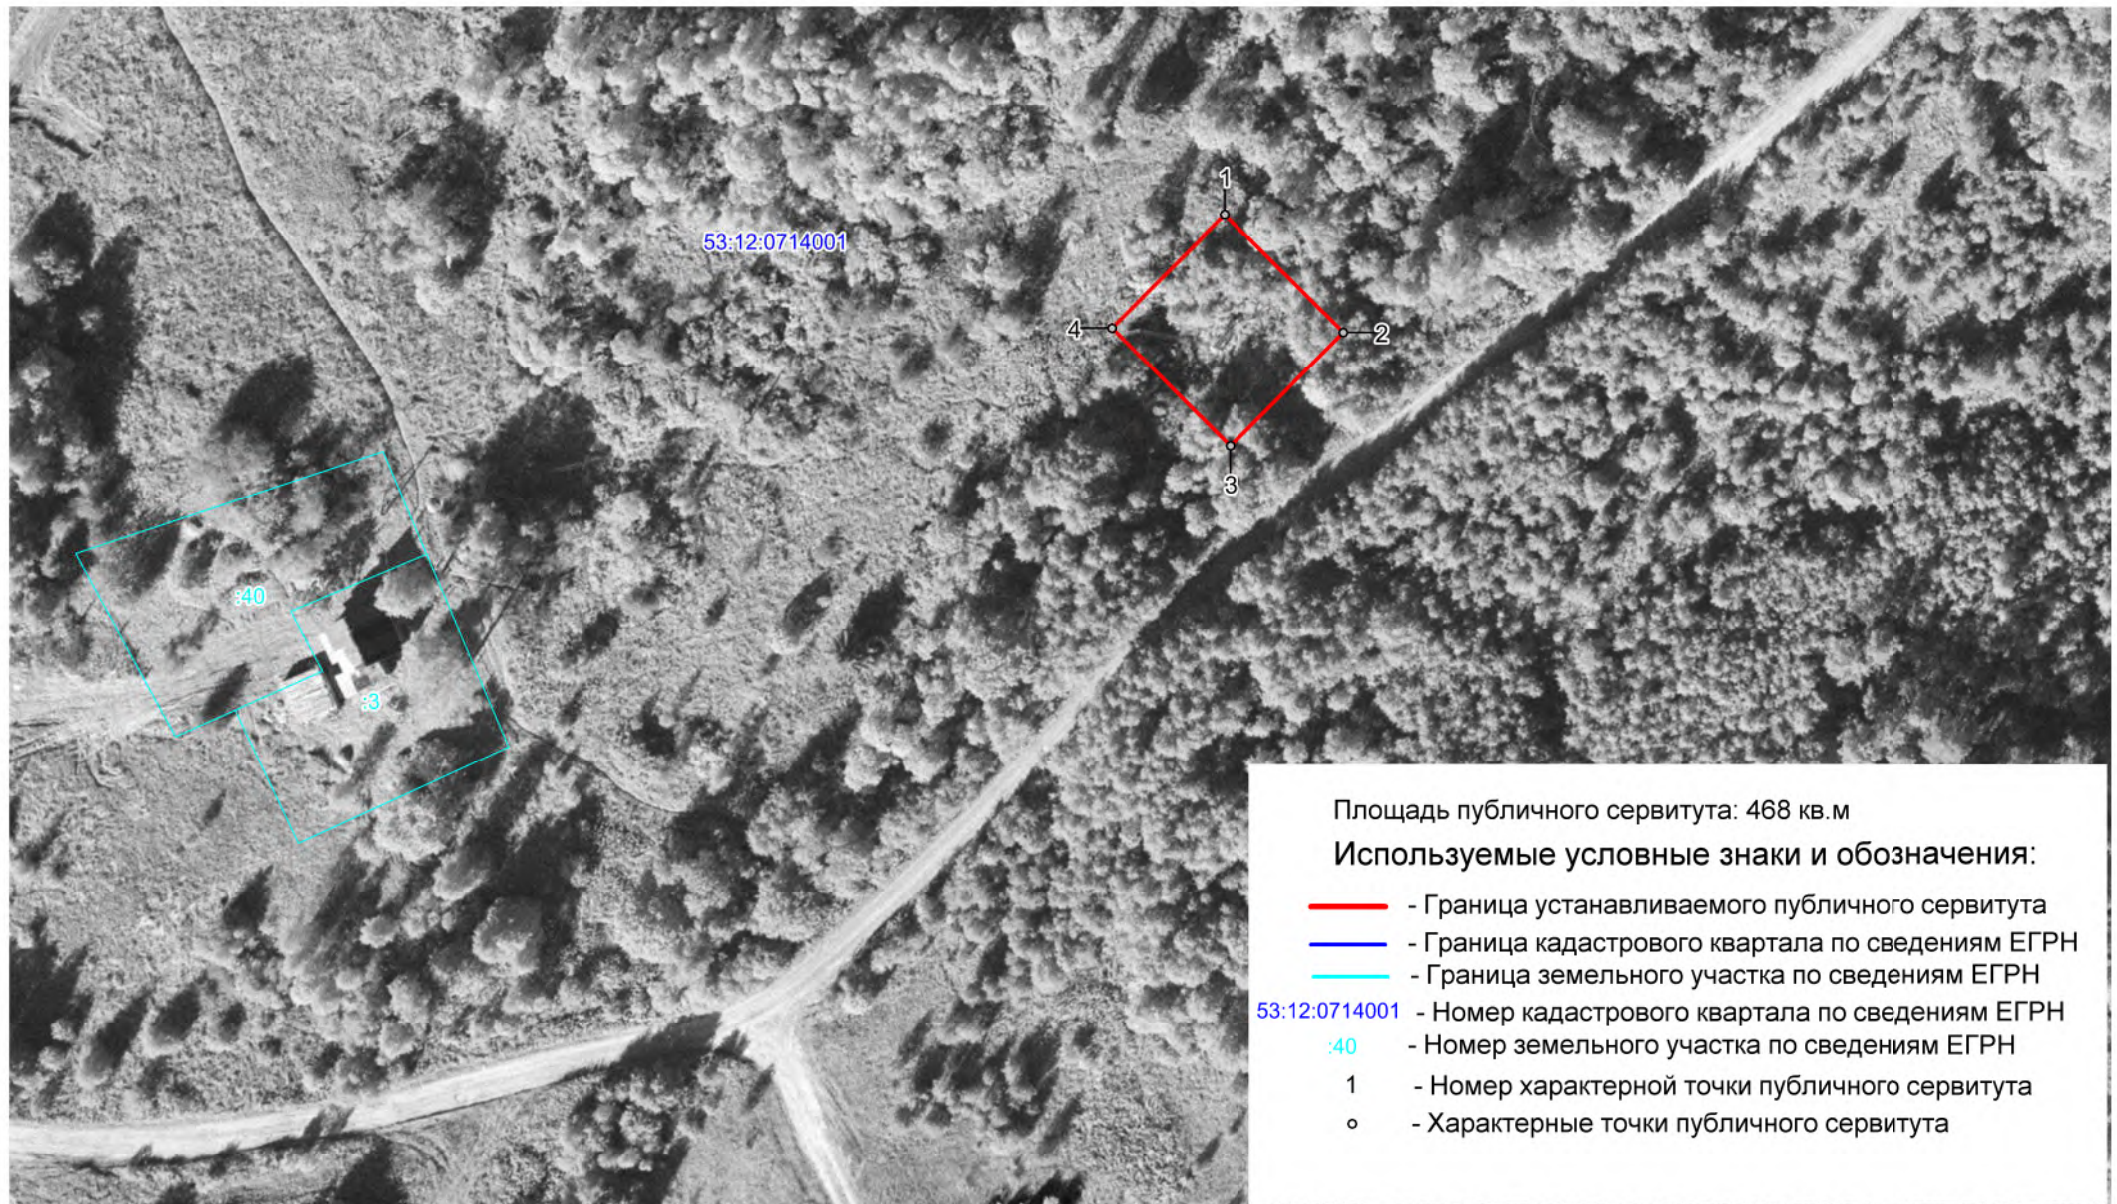 1
53:12:0714001
4
2
3
:40
:3
Площадь публичного сервитута: 468 кв.м
Используемые условные знаки и обозначения:
- Граница устанавливаемого публичного сервитута
- Граница кадастрового квартала по сведениям ЕГРН
- Граница земельного участка по сведениям ЕГРН
53:12:0714001 - Номер кадастрового квартала по сведениям ЕГРН
:40 - Номер земельного участка по сведениям ЕГРН
1 - Номер характерной точки публичного сервитута
- Характерные точки публичного сервитута